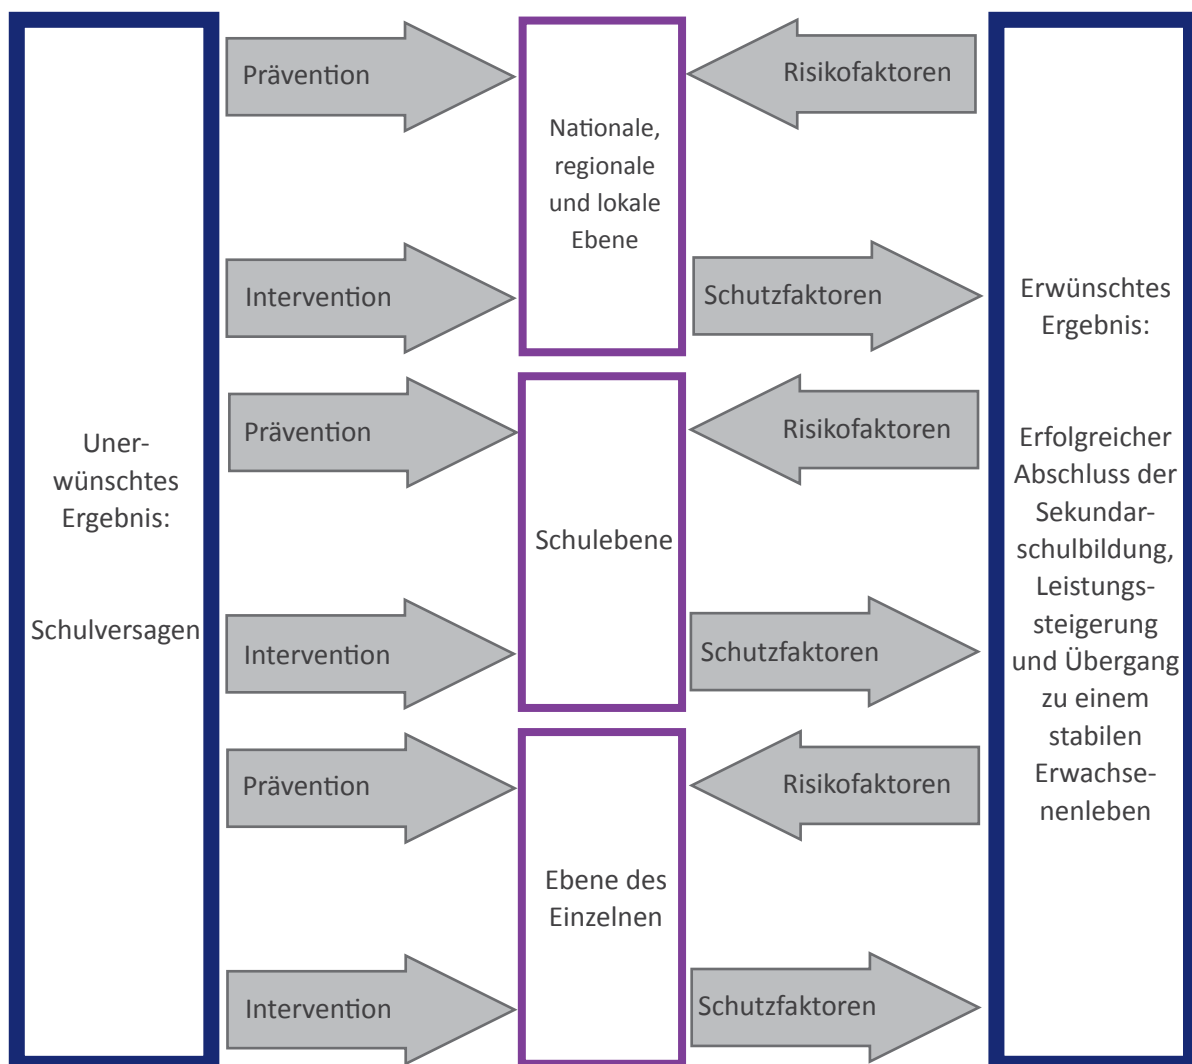 Uner-
wünschtes
Ergebnis:
Schulversagen
Prävention
Intervention
Prävention
Intervention
Prävention
Intervention
Nationale,
regionale
und lokale
Ebene
Schulebene
Ebene des
Einzelnen
Risikofaktoren
Schutzfaktoren
Risikofaktoren
Schutzfaktoren
Risikofaktoren
Schutzfaktoren
Erwünschtes
Ergebnis:
Erfolgreicher
Abschluss der
Sekundar-
schulbildung,
Leistungs-
steigerung
und Übergang
zu einem
stabilen
Erwachse-
nenleben